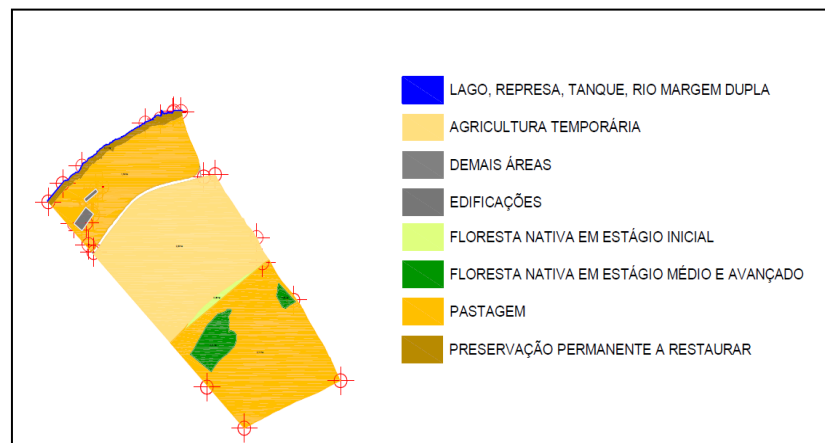 LAGO, REPRESA, TANQUE, RIO MARGEM DUPLA
AGRICULTURA TEMPORÁRIA
DEMAIS ÁREAS
EDIFICAÇÕES
FLORESTA NATIVA EM ESTÁGIO INICIAL
FLORESTA NATIVA EM ESTÁGIO MÉDIO E AVANÇADO
PASTAGEM
PRESERVAÇÃO PERMANENTE A RESTAURAR